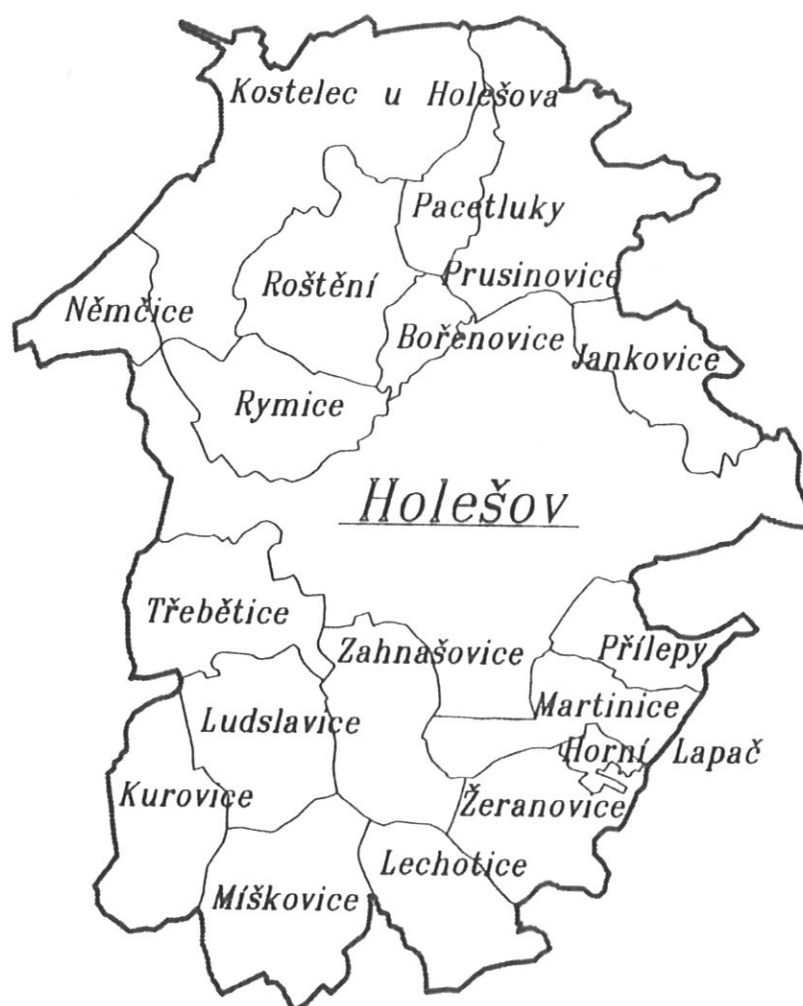 Kostelec u Holešova
Pacetluky
Roštění
Prusinovice
Němčice
Bořenovice
Jankovice
Rymice
Holešov
Třebětice
Zahnašovice
Přílepy
Ludslavice
Martinice
Horní Lapač
Kurovice
Žeranovice
Lechotice
Míškovice